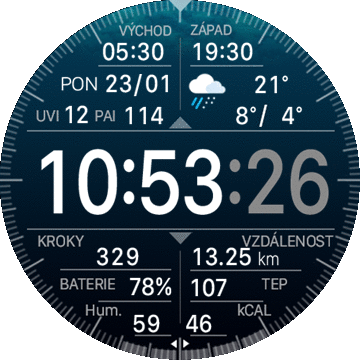 VÝCHOD ZÁPAD
05:30 19:30
PON 23/01 21°
UVI 12 PAI 114 8°/ 4°
10:53:26
KROKY VZDÁLENOST
329 13.25 km
BATERIE 78% 107 TEP
Hum. 59 46 kCAL